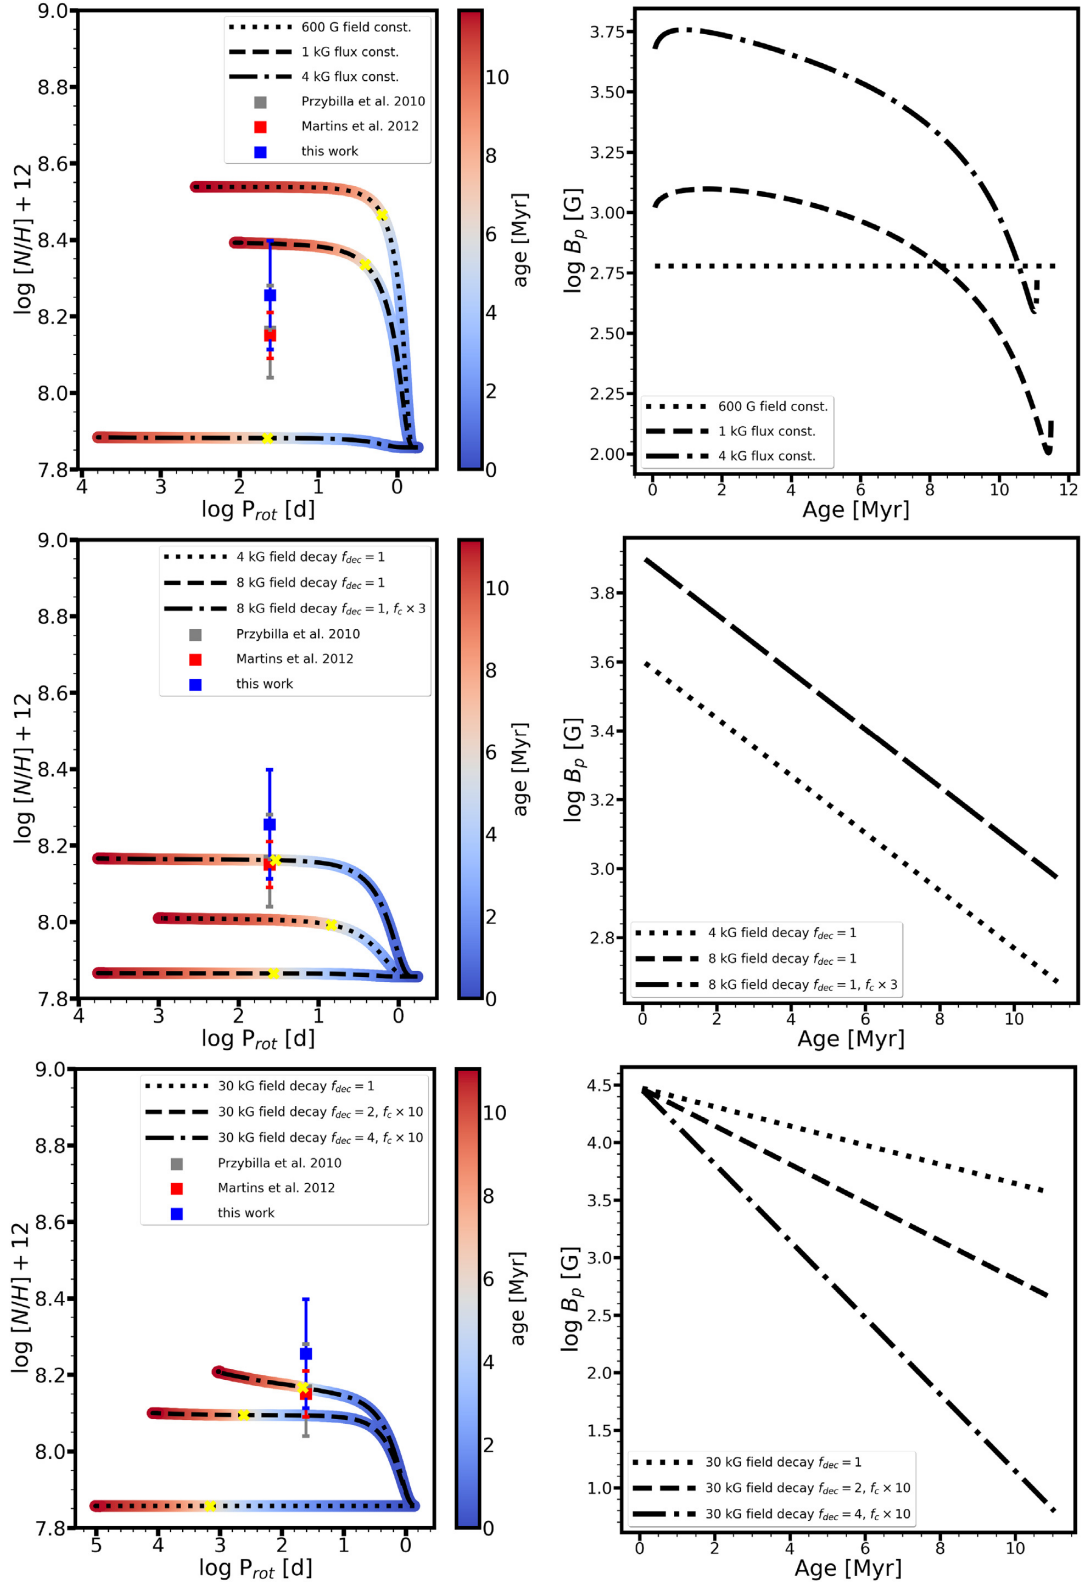 9.0
8.8
8.6
8.4
8.2
8.0
7.8
log [N/H] + 12
4
3
2
1
0
log P_rot [d]
600 G field const.
1 kG flux const.
4 kG flux const.
Przybilla et al. 2010
Martins et al. 2012
this work
10
8
6
4
2
0
age [Myr]
3.75
3.50
3.25
3.00
2.75
2.50
2.25
2.00
log B_p [G]
600 G field const.
1 kG flux const.
4 kG flux const.
0
2
4
6
8
10
12
Age [Myr]
9.0
8.8
8.6
8.4
8.2
8.0
7.8
log [N/H] + 12
4
3
2
1
0
log P_rot [d]
4 kG field decay f_dec = 1
8 kG field decay f_dec = 1
8 kG field decay f_dec = 1, f_c × 3
Przybilla et al. 2010
Martins et al. 2012
this work
10
8
6
4
2
0
age [Myr]
3.8
3.6
3.4
3.2
3.0
2.8
log B_p [G]
4 kG field decay f_dec = 1
8 kG field decay f_dec = 1
8 kG field decay f_dec = 1, f_c × 3
0
2
4
6
8
10
Age [Myr]
9.0
8.8
8.6
8.4
8.2
8.0
7.8
log [N/H] + 12
5
4
3
2
1
0
log P_rot [d]
30 kG field decay f_dec = 1
30 kG field decay f_dec = 2, f_c × 10
30 kG field decay f_dec = 4, f_c × 10
Przybilla et al. 2010
Martins et al. 2012
this work
10
8
6
4
2
0
age [Myr]
4.5
4.0
3.5
3.0
2.5
2.0
1.5
1.0
log B_p [G]
30 kG field decay f_dec = 1
30 kG field decay f_dec = 2, f_c × 10
30 kG field decay f_dec = 4, f_c × 10
0
2
4
6
8
10
Age [Myr]